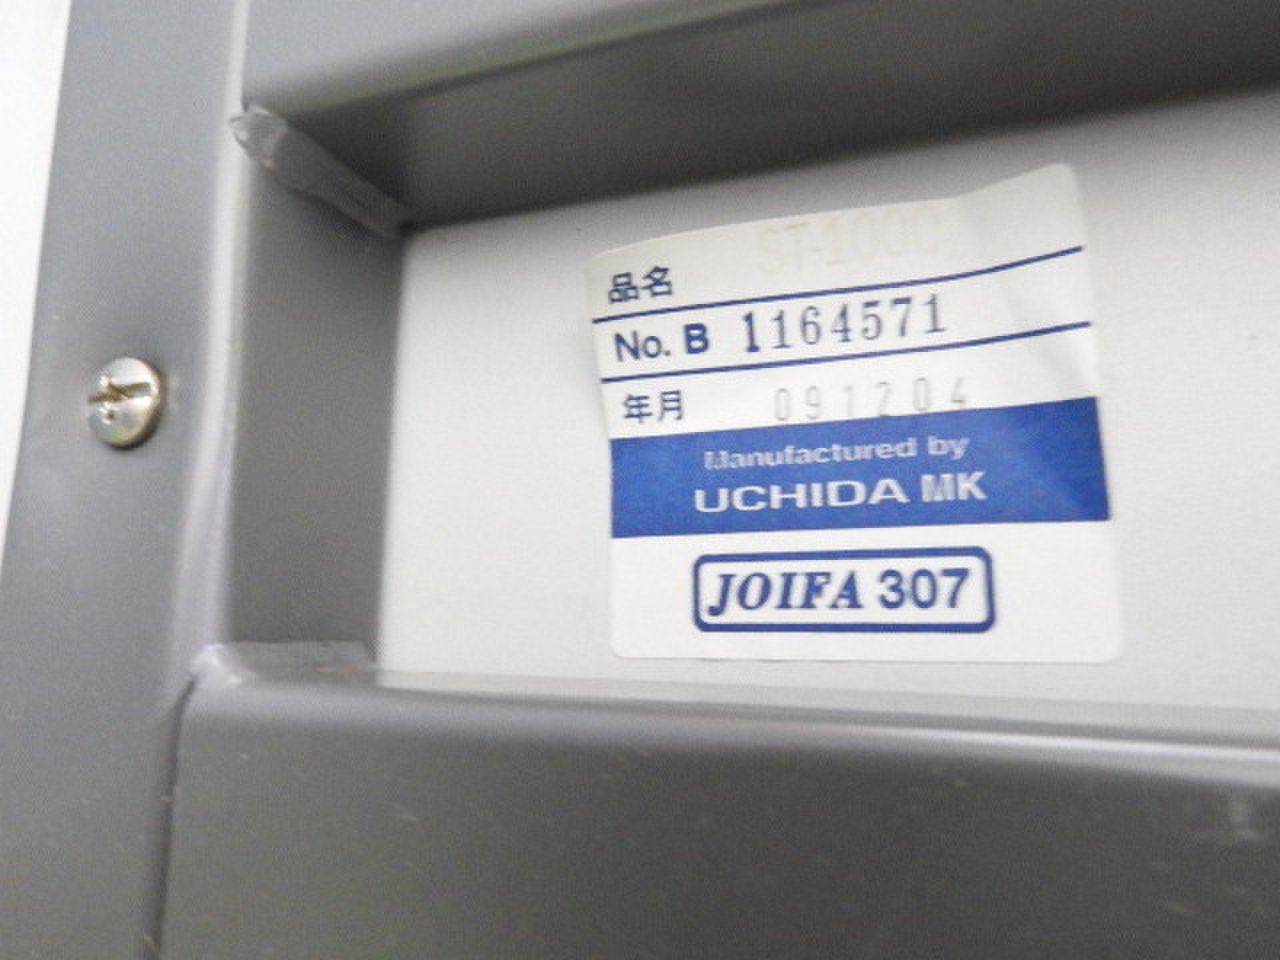 品名 ST-1000
No. B 1164571
年月 091204
Manufactured by
UCHIDA MK
JOIFA 307